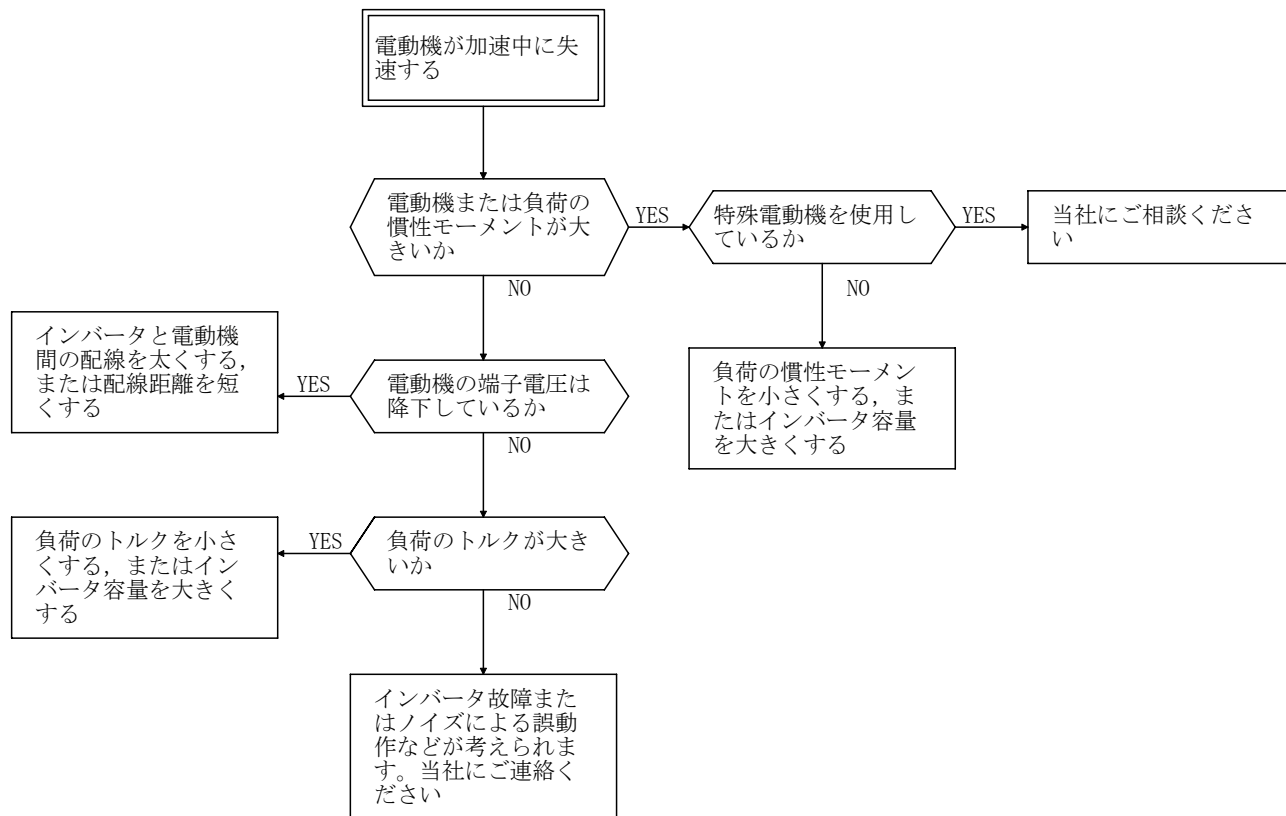 電動機が加速中に失
速する
電動機または負荷の
慣性モーメントが大
きいか
YES
特殊電動機を使用し
ているか
YES
当社にご相談くださ
い
NO
NO
インバータと電動機
間の配線を太くする,
または配線距離を短
くする
YES
電動機の端子電圧は
降下しているか
負荷の慣性モーメン
トを小さくする, ま
たはインバータ容量
を大きくする
NO
負荷のトルクを小さ
くする, またはイン
バータ容量を大きく
する
YES
負荷のトルクが大き
いか
NO
インバータ故障また
はノイズによる誤動
作などが考えられま
す。当社にご連絡く
ださい